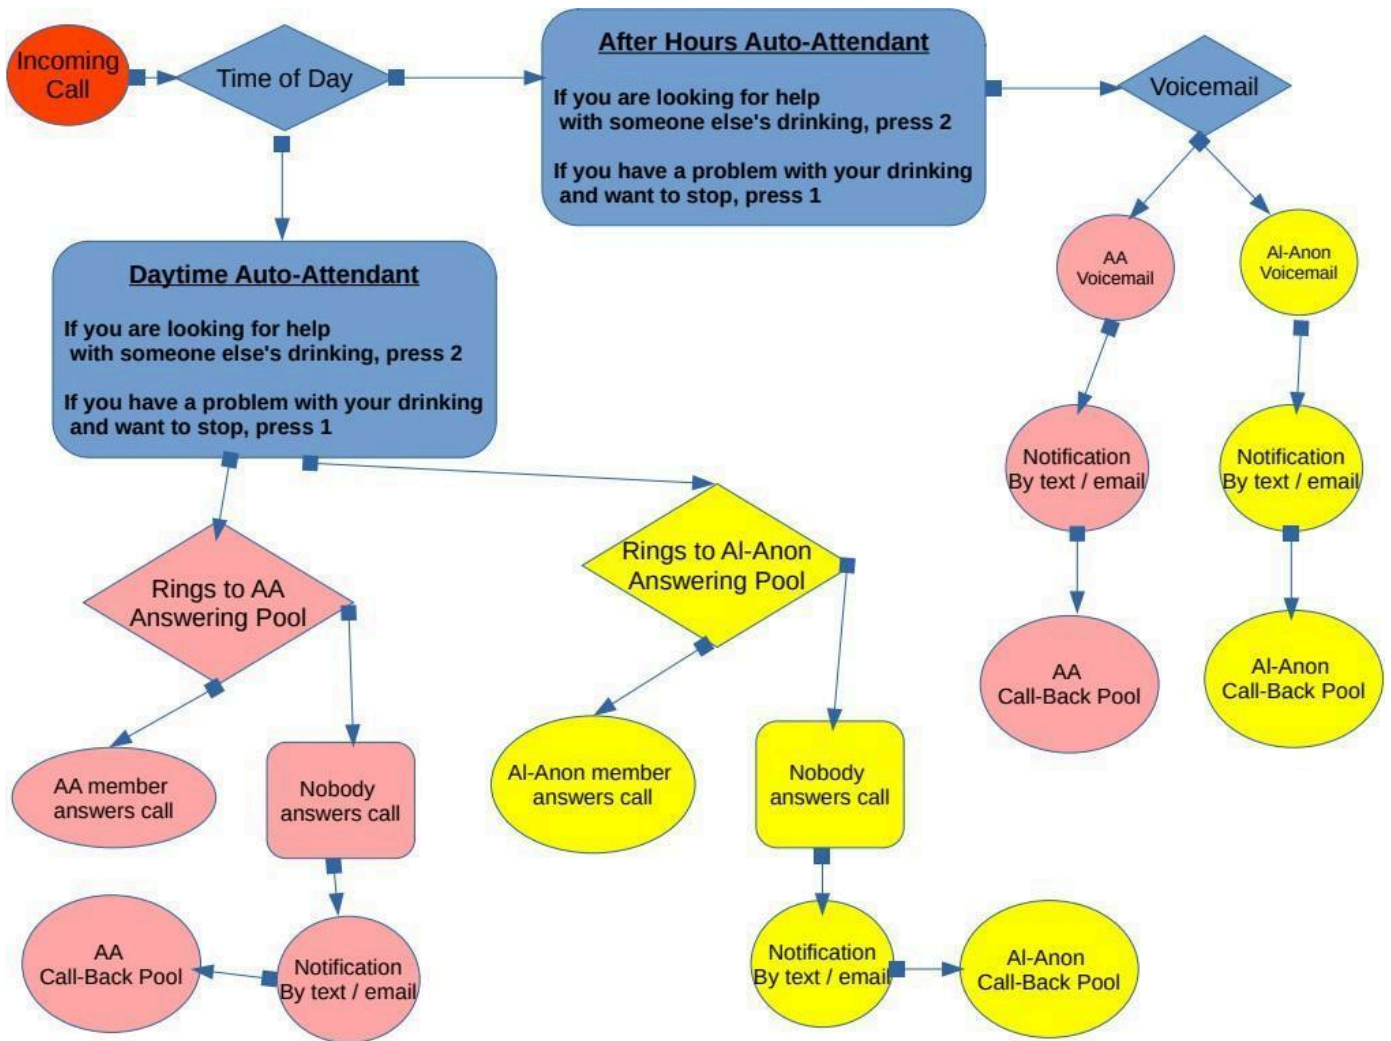 Incoming
Call
Time of Day
After Hours Auto-Attendant
If you are looking for help
with someone else's drinking, press 2
If you have a problem with your drinking
and want to stop, press 1
Voicemail
AA
Voicemail
Al-Anon
Voicemail
Daytime Auto-Attendant
If you are looking for help
with someone else's drinking, press 2
If you have a problem with your drinking
and want to stop, press 1
Notification
By text / email
Notification
By text / email
Rings to AA
Answering Pool
Rings to Al-Anon
Answering Pool
AA
Call-Back Pool
Al-Anon
Call-Back Pool
AA member
answers call
Nobody
answers call
Al-Anon member
answers call
Nobody
answers call
AA
Call-Back Pool
Notification
By text / email
Notification
By text / email
Al-Anon
Call-Back Pool